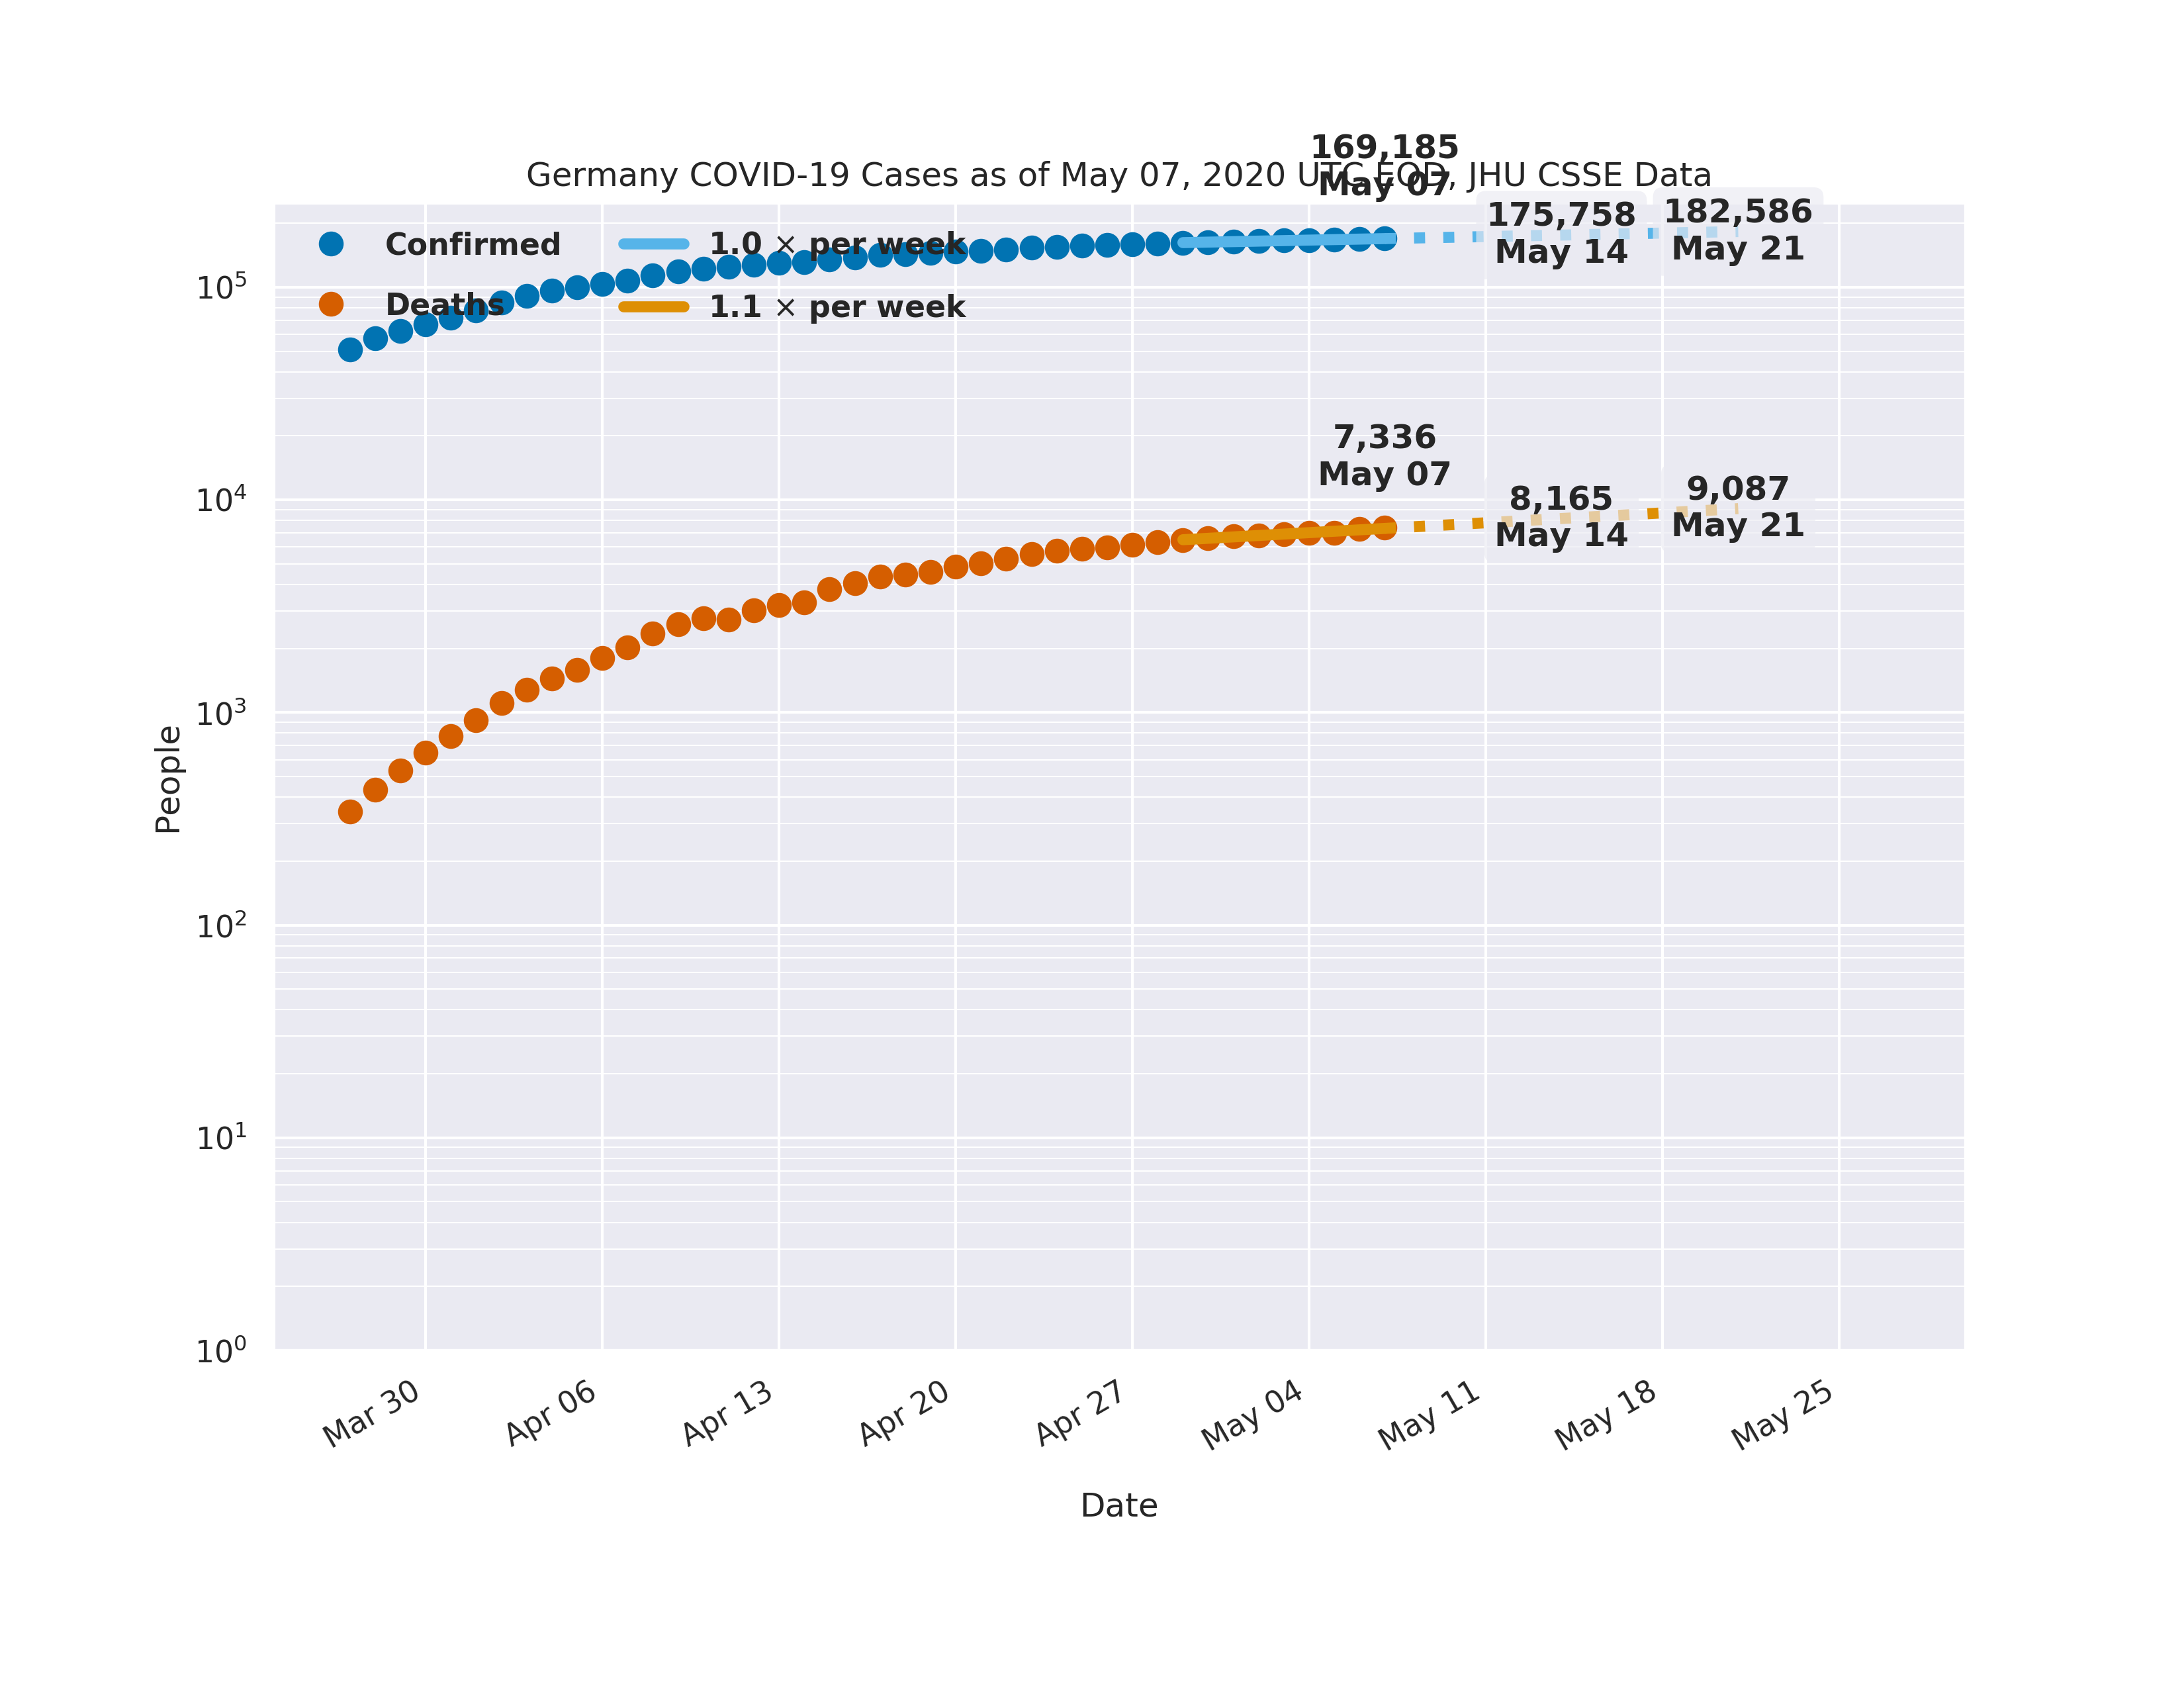 169,185
May 07
Germany COVID-19 Cases as of May 07, 2020 UTC EOD, JHU CSSE Data
175,758
May 14
182,586
May 21
Confirmed
1.0 × per week
Deaths
1.1 × per week
7,336
May 07
8,165
May 14
9,087
May 21
People
10⁵
10⁴
10³
10²
10¹
10⁰
Mar 30
Apr 06
Apr 13
Apr 20
Apr 27
May 04
May 11
May 18
May 25
Date